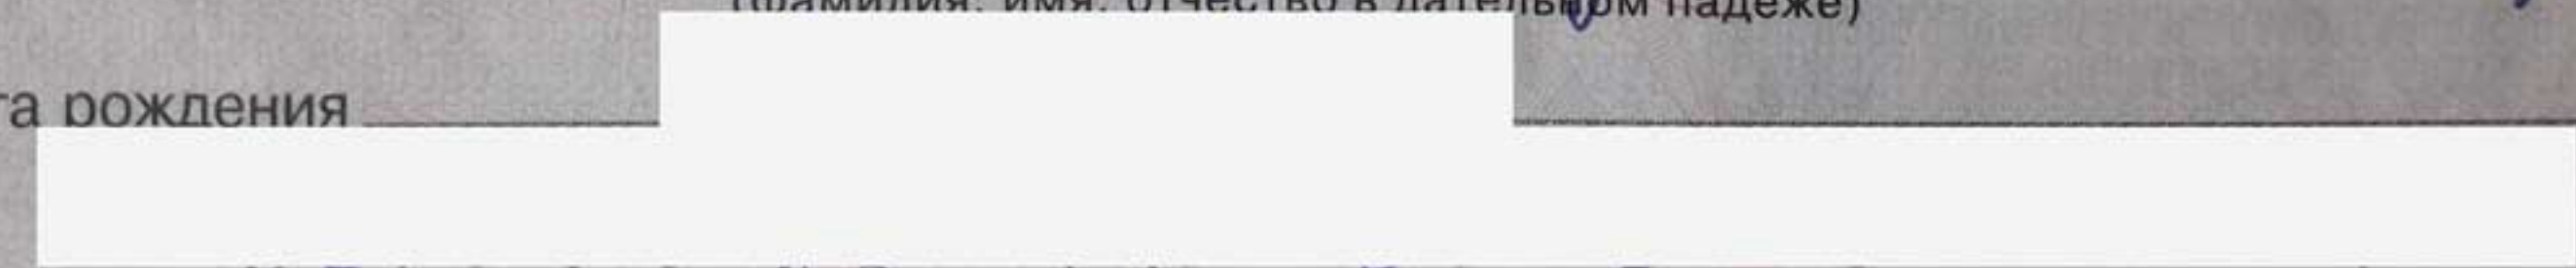 (фамилия, имя, отчество в дательном падеже)
та рождения